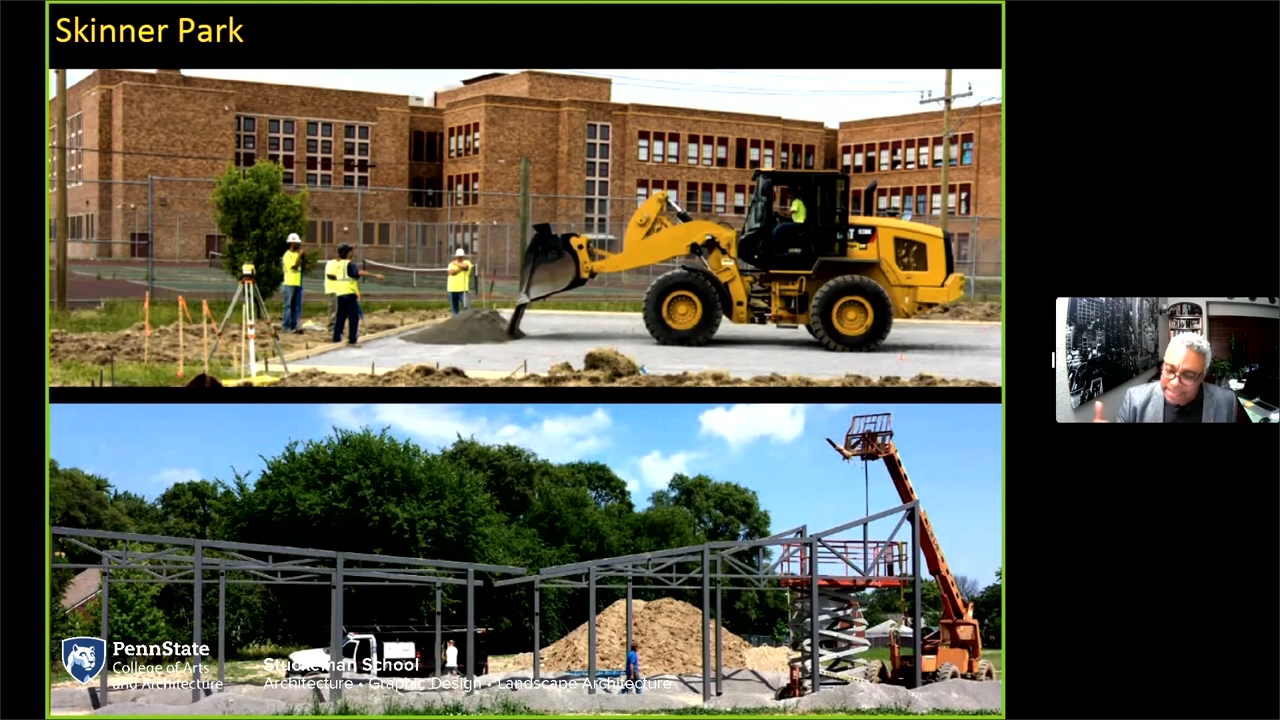 Skinner Park
PennState
College of Arts
and Architecture
Stuckeman School
Architecture • Graphic Design • Landscape Architecture